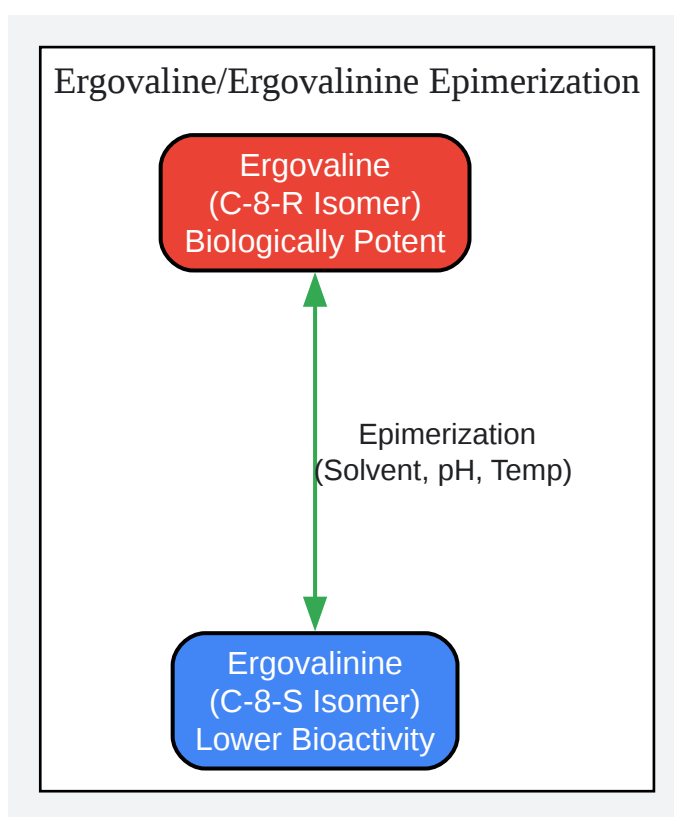 Ergovaline/Ergovalinine Epimerization
Ergovaline
(C-8-R Isomer)
Biologically Potent
Epimerization
(Solvent, pH, Temp)
Ergovalinine
(C-8-S Isomer)
Lower Bioactivity